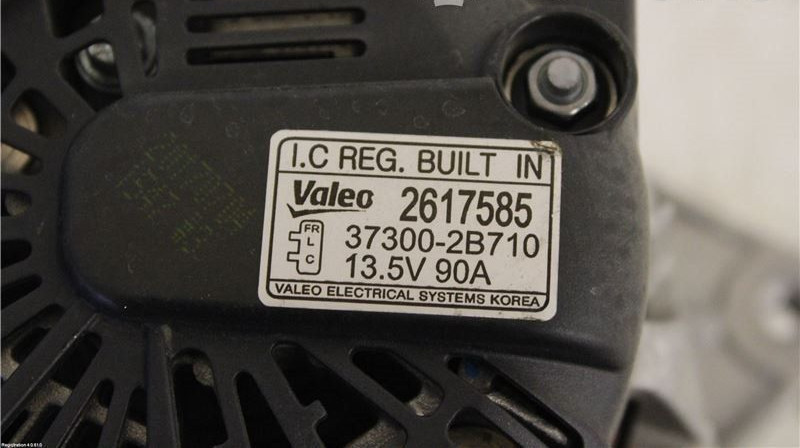 I.C REG. BUILT IN
Valeo 2617585
FR
L
C
37300-2B710
13.5V 90A
VALEO ELECTRICAL SYSTEMS KOREA